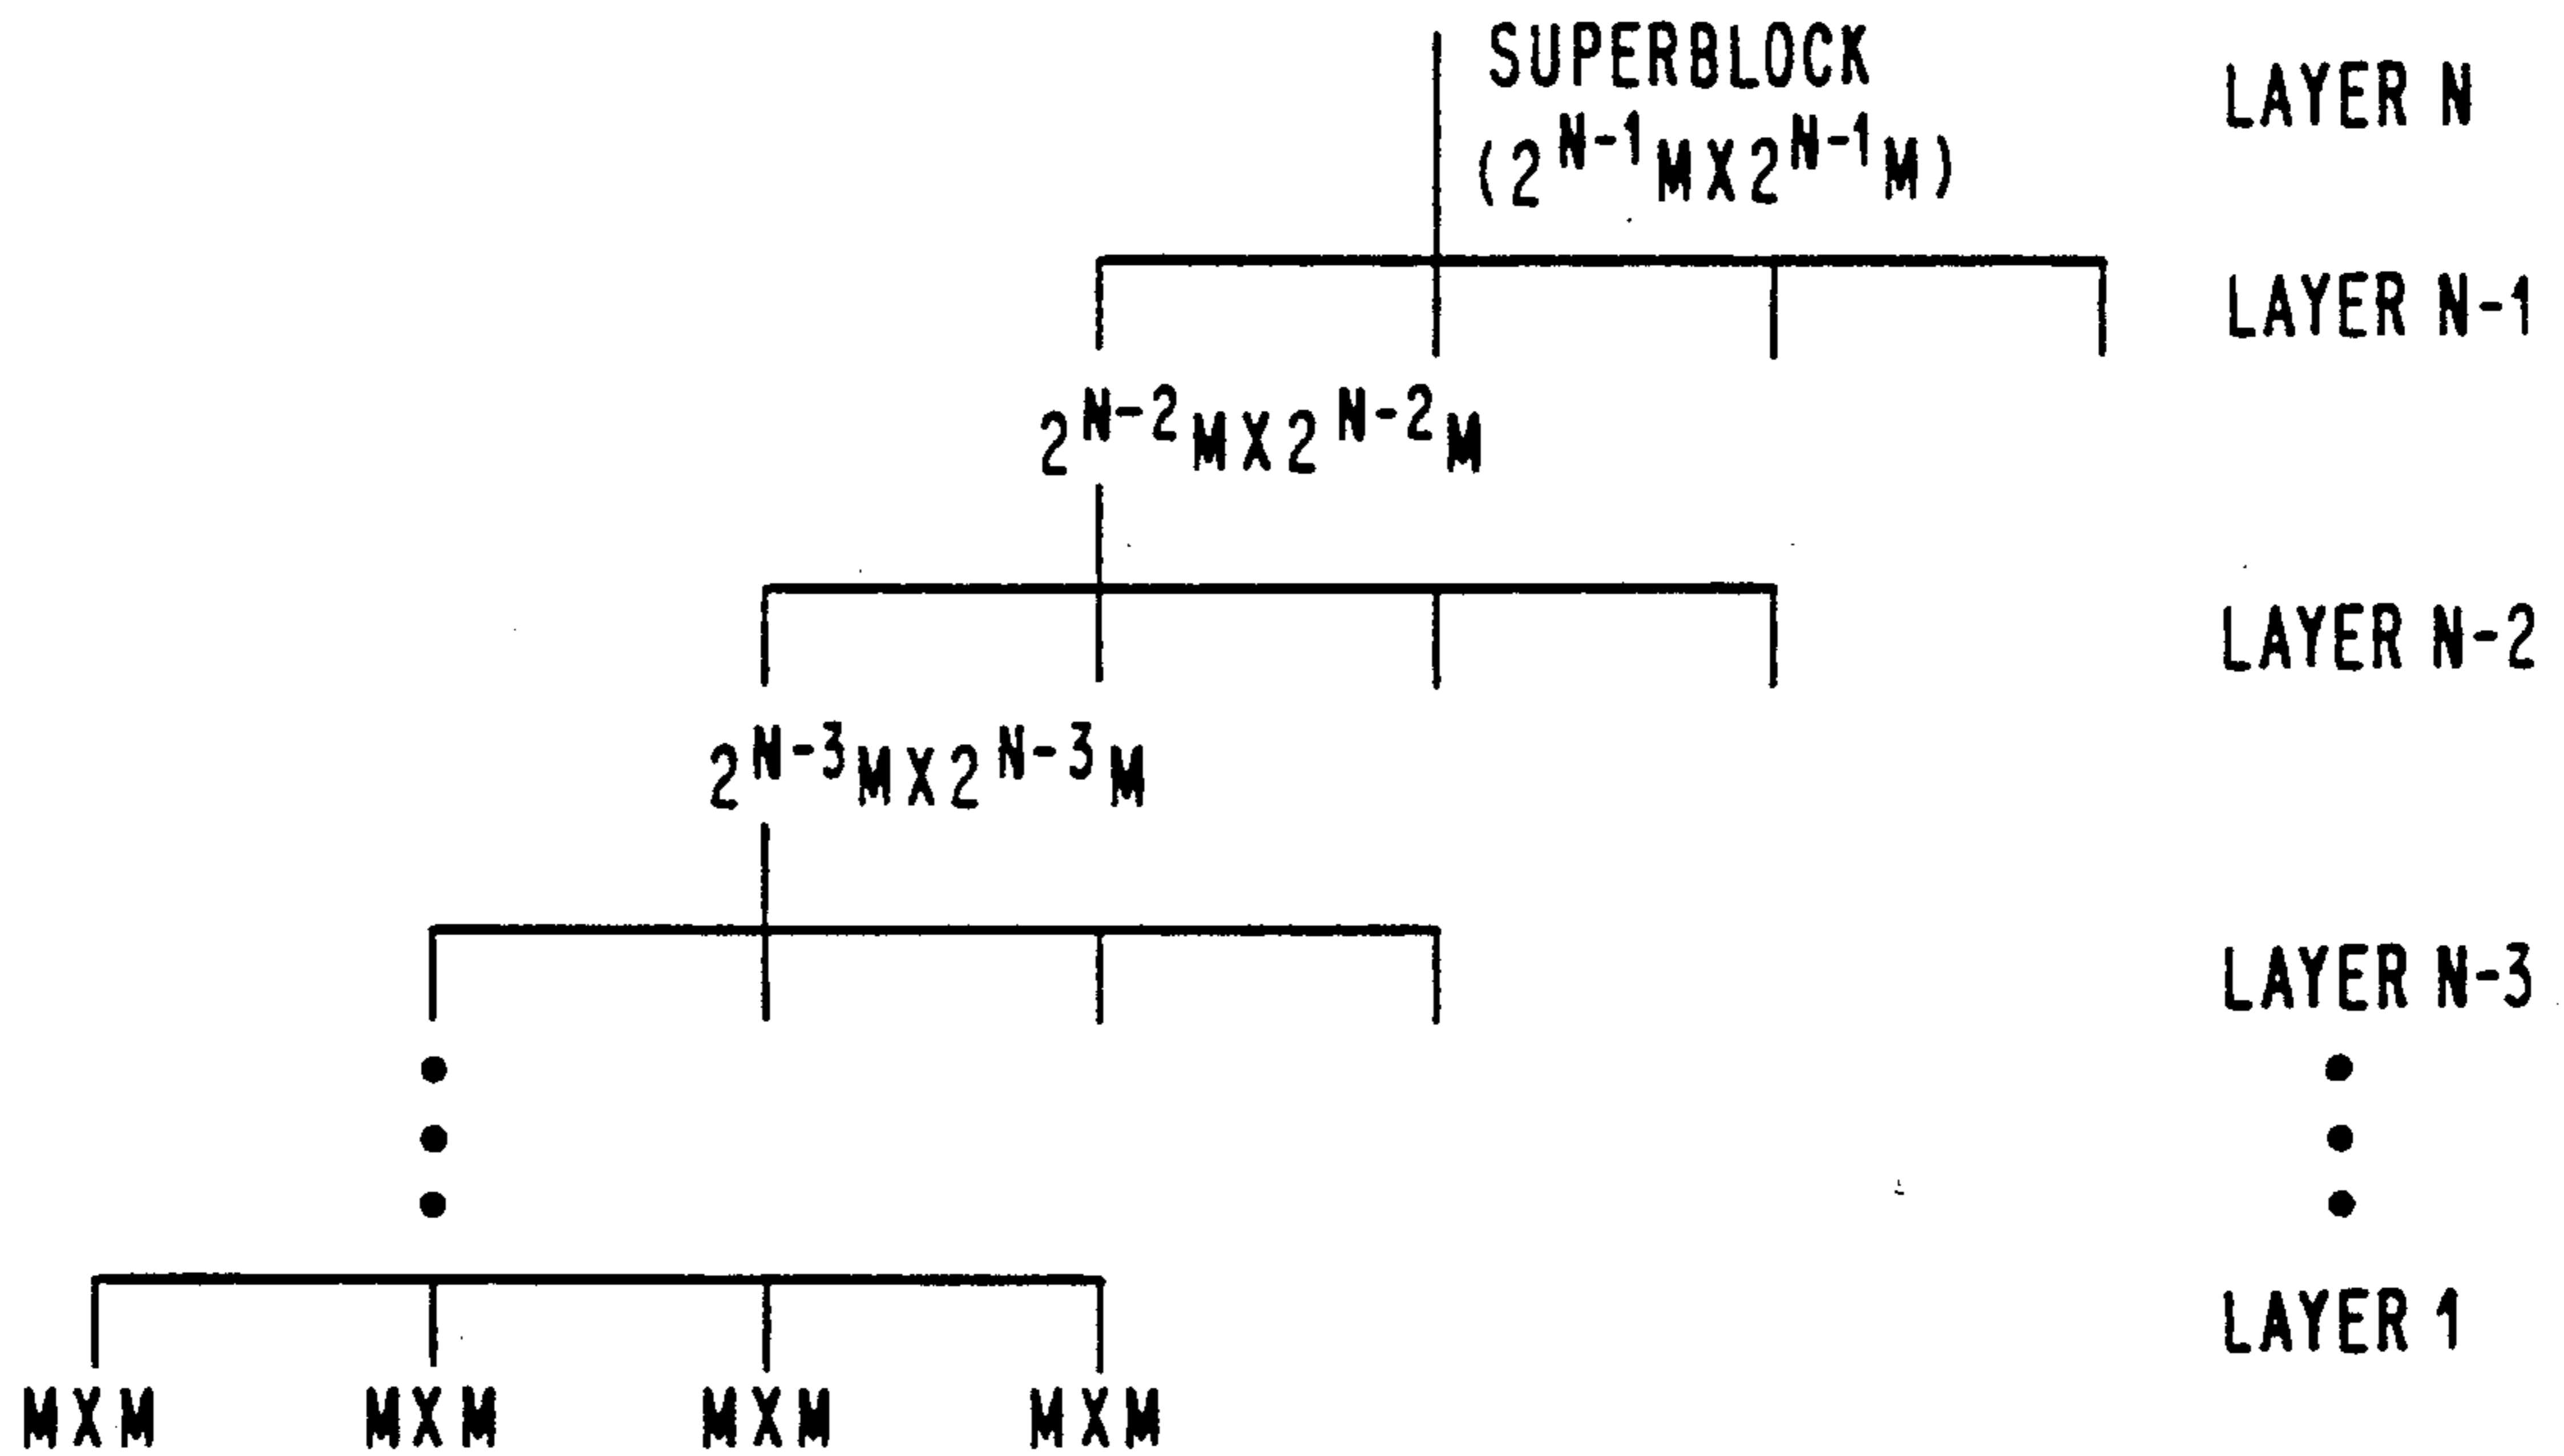 SUPERBLOCK
(2^N-1 MX2^N-1 M)
LAYER N
LAYER N-1
2^N-2 MX2^N-2 M
LAYER N-2
2^N-3 MX2^N-3 M
LAYER N-3
LAYER 1
MXM MXM MXM MXM